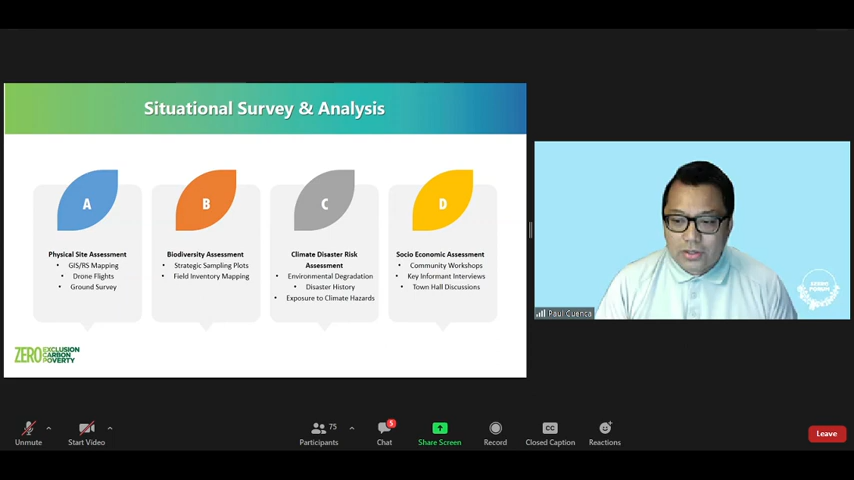 Situational Survey & Analysis
A
Physical Site Assessment
• GIS/RS Mapping
• Drone Flights
• Ground Survey
B
Biodiversity Assessment
• Strategic Sampling Plots
• Field Inventory Mapping
C
Climate Disaster Risk
Assessment
• Environmental Degradation
• Disaster History
• Exposure to Climate Hazards
D
Socio Economic Assessment
• Community Workshops
• Key Informant Interviews
• Town Hall Discussions
ZERO EXCLUSION
CARBON
POVERTY
Paul Cuenca
Unmute
Start Video
75
Participants
5
Chat
Share Screen
Record
CC
Closed Caption
Reactions
Leave